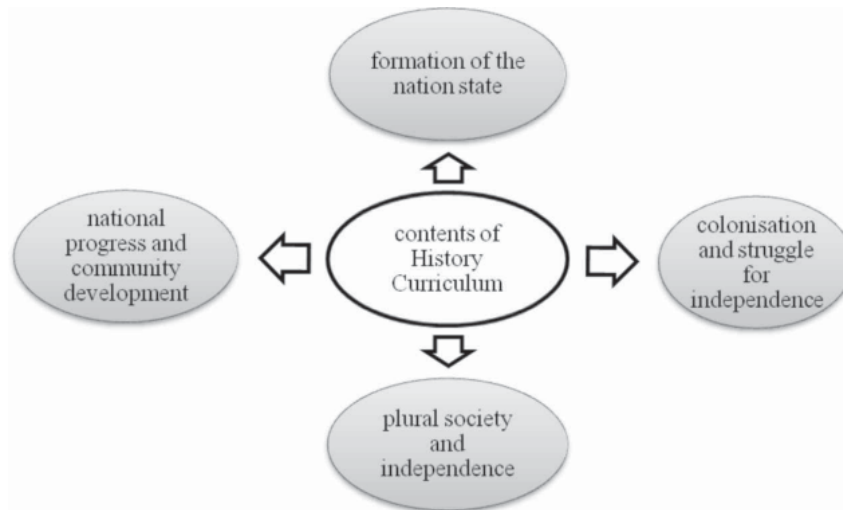 formation of the
nation state
national
progress and
community
development
contents of
History
Curriculum
colonisation
and struggle
for
independence
plural society
and
independence